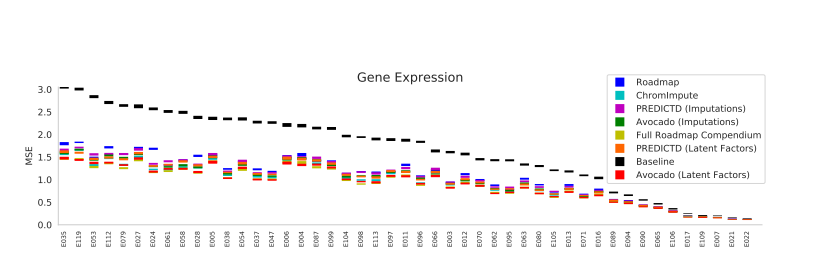 Gene Expression
MSE
3.0
2.5
2.0
1.5
1.0
0.5
0.0
Roadmap
ChromImpute
PREDICTD (Imputations)
Avocado (Imputations)
Full Roadmap Compendium
PREDICTD (Latent Factors)
Baseline
Avocado (Latent Factors)
E035 E119 E053 E112 E079 E027 E024 E061 E058 E028 E005 E038 E054 E037 E047 E006 E004 E087 E099 E104 E098 E113 E097 E011 E096 E066 E003 E012 E070 E062 E095 E063 E080 E105 E013 E071 E016 E089 E094 E090 E065 E106 E017 E109 E007 E021 E022